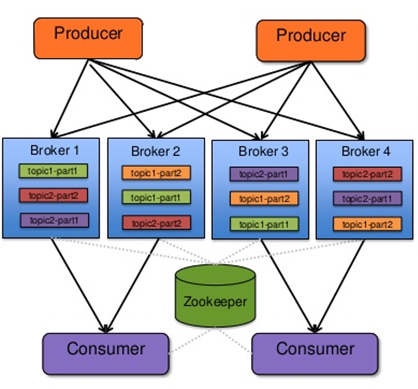 Producer
Producer
Broker 1
topic1-part1
topic2-part2
topic2-part1
Broker 2
topic1-part2
topic1-part1
topic2-part2
Broker 3
topic2-part1
topic1-part2
topic1-part1
Broker 4
topic2-part2
topic2-part1
topic1-part2
Zookeeper
Consumer
Consumer